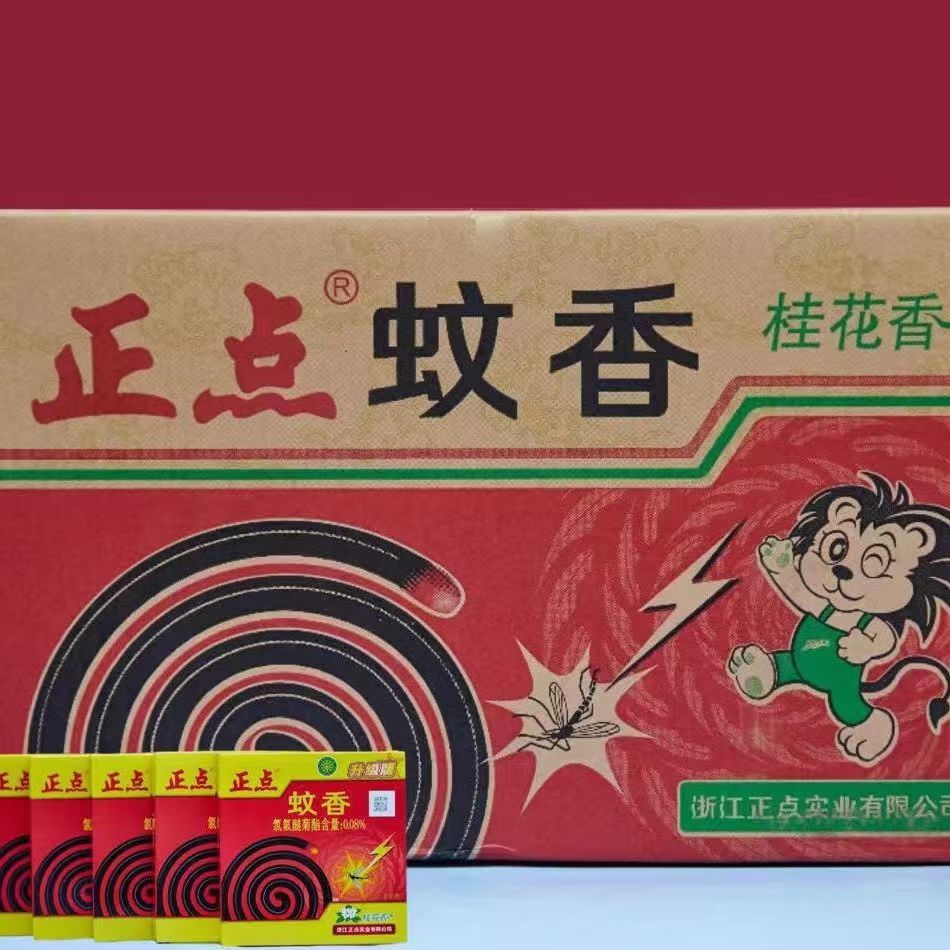 正点® 蚊香 桂花香
浙江正点实业有限公司
正点
正点
正点
正点 升级版
蚊香
氯氟醚菊酯含量:0.08%
桂花香
浙江正点实业有限公司